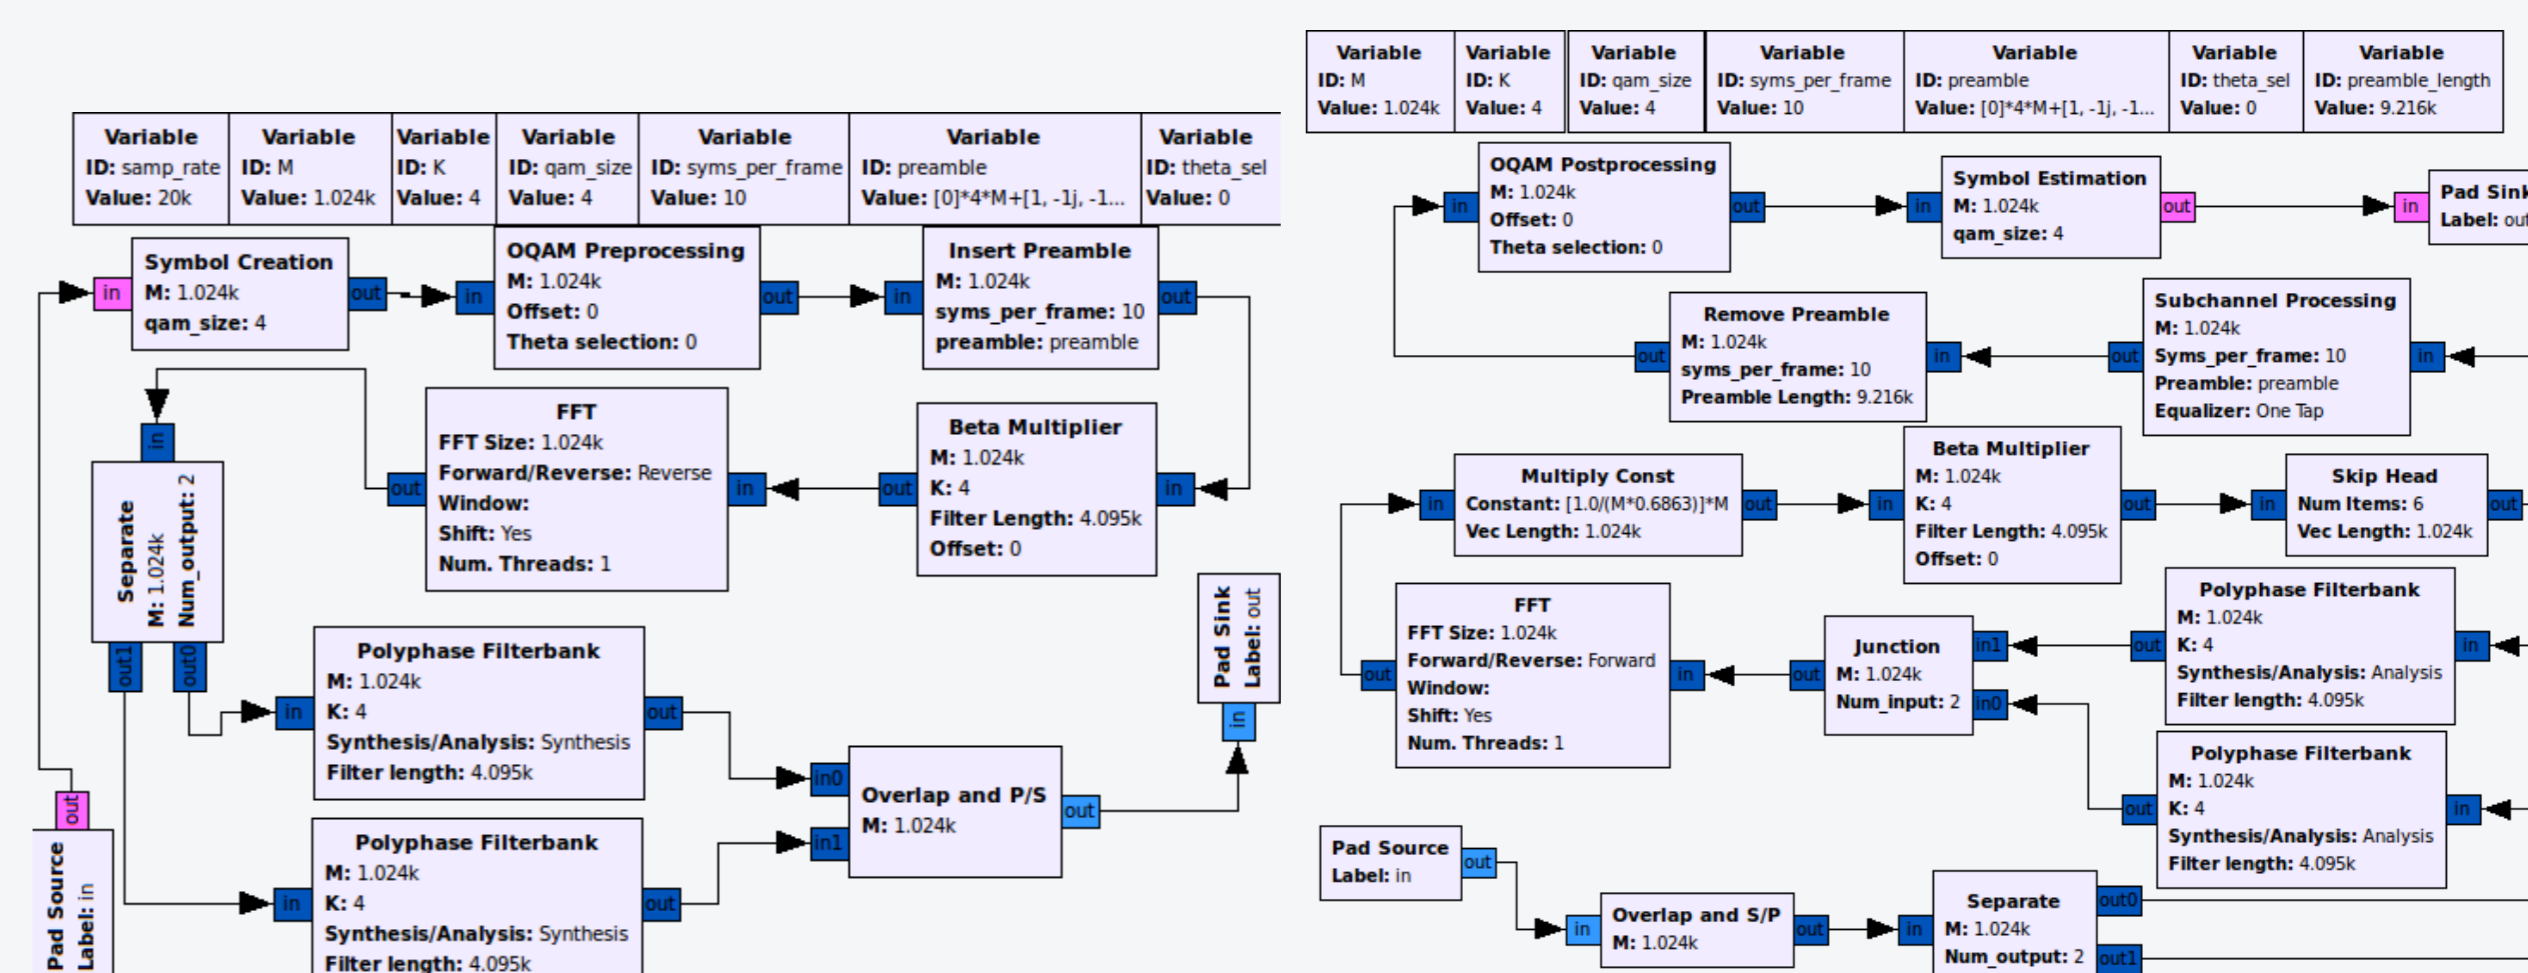 Variable
ID: samp_rate
Value: 20k
Variable
ID: M
Value: 1.024k
Variable
ID: K
Value: 4
Variable
ID: qam_size
Value: 4
Variable
ID: syms_per_frame
Value: 10
Variable
ID: preamble
Value: [0]*4*M+[1, -1j, -1...
Variable
ID: theta_sel
Value: 0
in
Symbol Creation
M: 1.024k
qam_size: 4
out
in
OQAM Preprocessing
M: 1.024k
Offset: 0
Theta selection: 0
out
in
Insert Preamble
M: 1.024k
syms_per_frame: 10
preamble: preamble
out
in
Beta Multiplier
M: 1.024k
K: 4
Filter Length: 4.095k
Offset: 0
out
in
FFT
FFT Size: 1.024k
Forward/Reverse: Reverse
Window:
Shift: Yes
Num. Threads: 1
out
in
Separate
M: 1.024k
Num_output: 2
out1
out0
in
Polyphase Filterbank
M: 1.024k
K: 4
Synthesis/Analysis: Synthesis
Filter length: 4.095k
out
in
Polyphase Filterbank
M: 1.024k
K: 4
Synthesis/Analysis: Synthesis
Filter length: 4.095k
out
in0
in1
Overlap and P/S
M: 1.024k
out
in
Pad Sink
Label: out
out
Pad Source
Label: in
Variable
ID: M
Value: 1.024k
Variable
ID: K
Value: 4
Variable
ID: qam_size
Value: 4
Variable
ID: syms_per_frame
Value: 10
Variable
ID: preamble
Value: [0]*4*M+[1, -1j, -1...
Variable
ID: theta_sel
Value: 0
Variable
ID: preamble_length
Value: 9.216k
in
OQAM Postprocessing
M: 1.024k
Offset: 0
Theta selection: 0
out
in
Symbol Estimation
M: 1.024k
qam_size: 4
out
in
Pad Sink
Label: out
out
Remove Preamble
M: 1.024k
syms_per_frame: 10
Preamble Length: 9.216k
in
out
Subchannel Processing
M: 1.024k
Syms_per_frame: 10
Preamble: preamble
Equalizer: One Tap
in
in
Multiply Const
Constant: [1.0/(M*0.6863)]*M
Vec Length: 1.024k
out
in
Beta Multiplier
M: 1.024k
K: 4
Filter Length: 4.095k
Offset: 0
out
in
Skip Head
Num Items: 6
Vec Length: 1.024k
out
out
FFT
FFT Size: 1.024k
Forward/Reverse: Forward
Window:
Shift: Yes
Num. Threads: 1
in
out
Junction
M: 1.024k
Num_input: 2
in1
in0
out
Polyphase Filterbank
M: 1.024k
K: 4
Synthesis/Analysis: Analysis
Filter length: 4.095k
in
out
Polyphase Filterbank
M: 1.024k
K: 4
Synthesis/Analysis: Analysis
Filter length: 4.095k
in
Pad Source
Label: in
out
in
Overlap and S/P
M: 1.024k
out
in
Separate
M: 1.024k
Num_output: 2
out0
out1